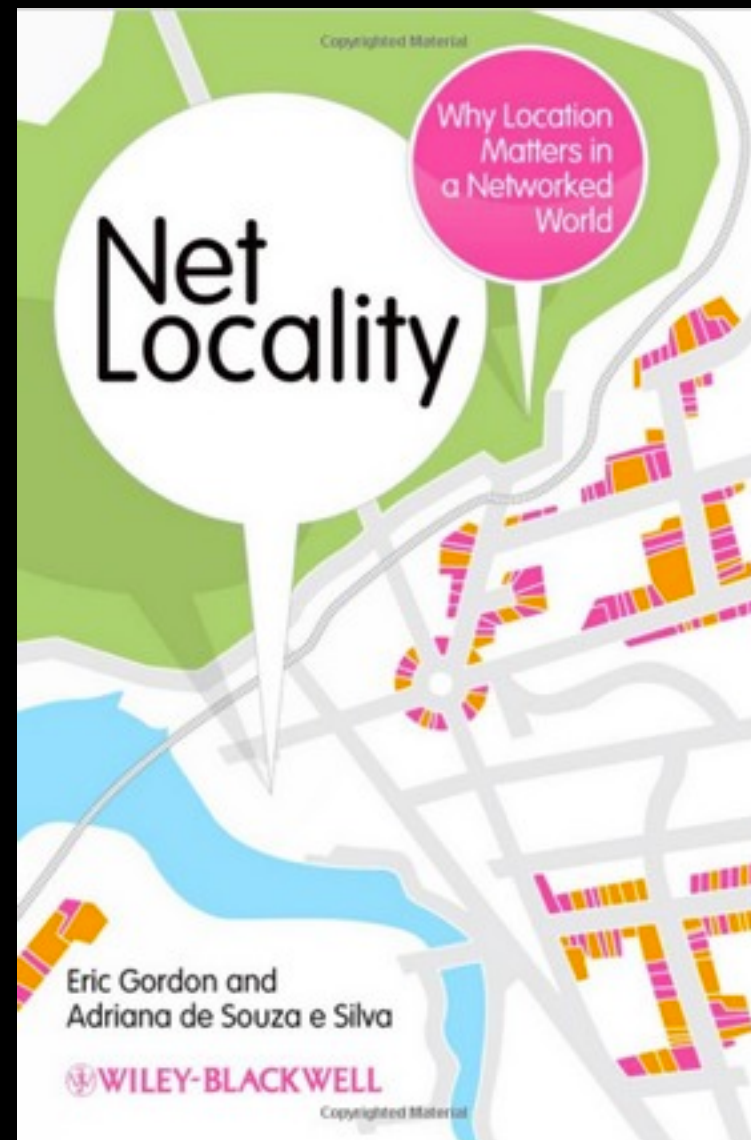 Copyrighted Material
Why Location
Matters in
a Networked
World
Net
Locality
Eric Gordon and
Adriana de Souza e Silva
WILEY-BLACKWELL
Copyrighted Material